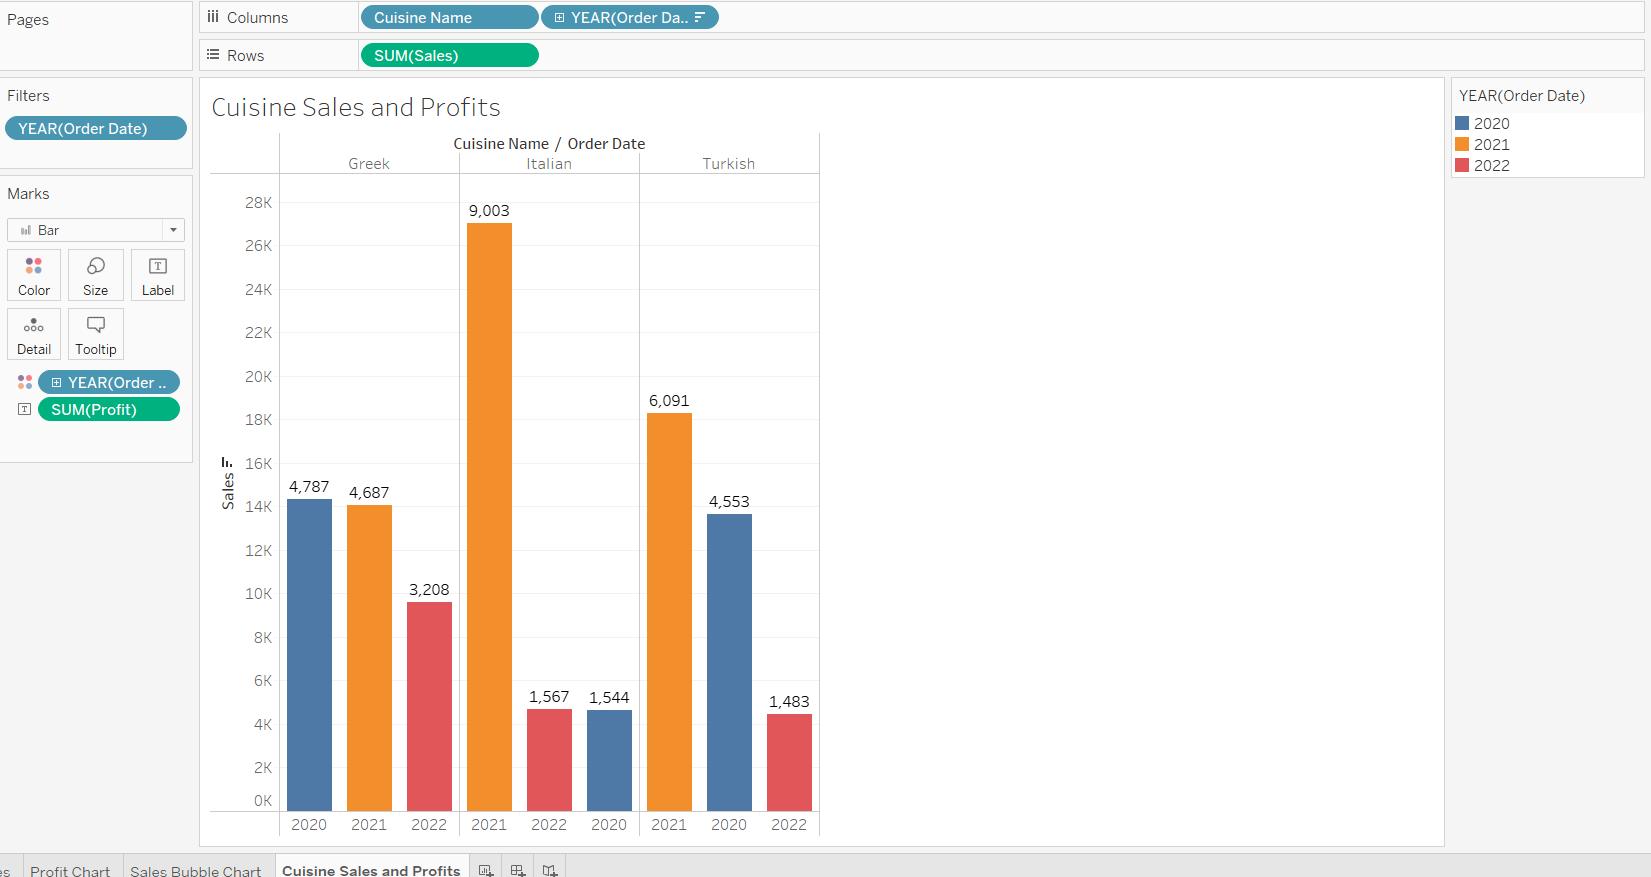 Pages
Columns
Cuisine Name
YEAR(Order Da..
Rows
SUM(Sales)
Filters
YEAR(Order Date)
Marks
Bar
Color
Size
Label
Detail
Tooltip
YEAR(Order ..
SUM(Profit)
Cuisine Sales and Profits
Cuisine Name / Order Date
Greek
Italian
Turkish
28K
26K
24K
22K
20K
18K
16K
14K
12K
10K
8K
6K
4K
2K
0K
Sales
4,787
4,687
3,208
9,003
1,567
1,544
6,091
4,553
1,483
2020
2021
2022
2021
2022
2020
2021
2020
2022
YEAR(Order Date)
2020
2021
2022
es
Profit Chart
Sales Bubble Chart
Cuisine Sales and Profits